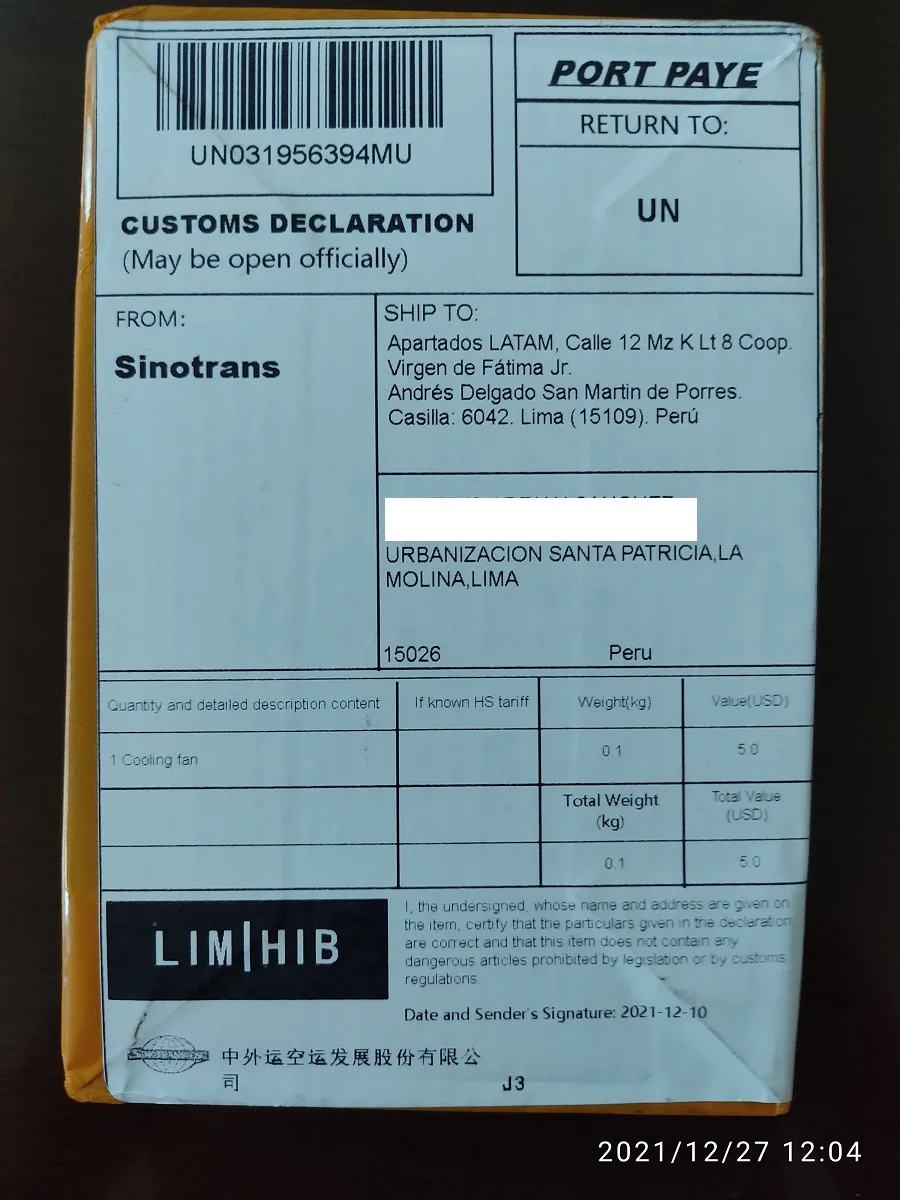 UN031956394MU
PORT PAYE
RETURN TO:
UN
CUSTOMS DECLARATION
(May be open officially)
FROM:
Sinotrans
SHIP TO:
Apartados LATAM, Calle 12 Mz K Lt 8 Coop.
Virgen de Fátima Jr.
Andrés Delgado San Martin de Porres.
Casilla: 6042. Lima (15109). Perú
URBANIZACION SANTA PATRICIA,LA
MOLINA,LIMA
15026 Peru
Quantity and detailed description content If known HS tariff Weight(kg) Value(USD)
1 Cooling fan 0.1 5.0
Total Weight
(kg)
Total Value
(USD)
0.1 5.0
LIM|HIB
I, the undersigned, whose name and address are given on
the item, certify that the particulars given in the declaration
are correct and that this item does not contain any
dangerous articles prohibited by legislation or by customs
regulations
Date and Sender's Signature: 2021-12-10
SINOTRANS
中外运空运发展股份有限公
司
J3
2021/12/27 12:04